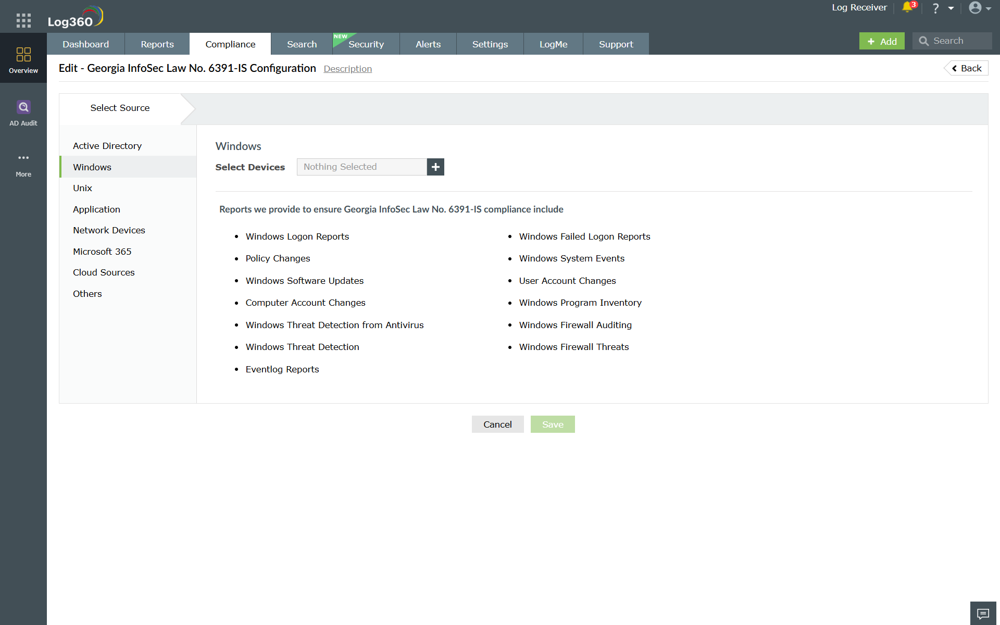 Log360
Log Receiver
3
?
Dashboard
Reports
Compliance
Search
NEW
Security
Alerts
Settings
LogMe
Support
+ Add
Search
Overview
AD Audit
More
Edit - Georgia InfoSec Law No. 6391-IS Configuration
Description
Back
Select Source
Active Directory
Windows
Unix
Application
Network Devices
Microsoft 365
Cloud Sources
Others
Windows
Select Devices
Nothing Selected
+
Reports we provide to ensure Georgia InfoSec Law No. 6391-IS compliance include
• Windows Logon Reports
• Windows Failed Logon Reports
• Policy Changes
• Windows System Events
• Windows Software Updates
• User Account Changes
• Computer Account Changes
• Windows Program Inventory
• Windows Threat Detection from Antivirus
• Windows Firewall Auditing
• Windows Threat Detection
• Windows Firewall Threats
• Eventlog Reports
Cancel
Save